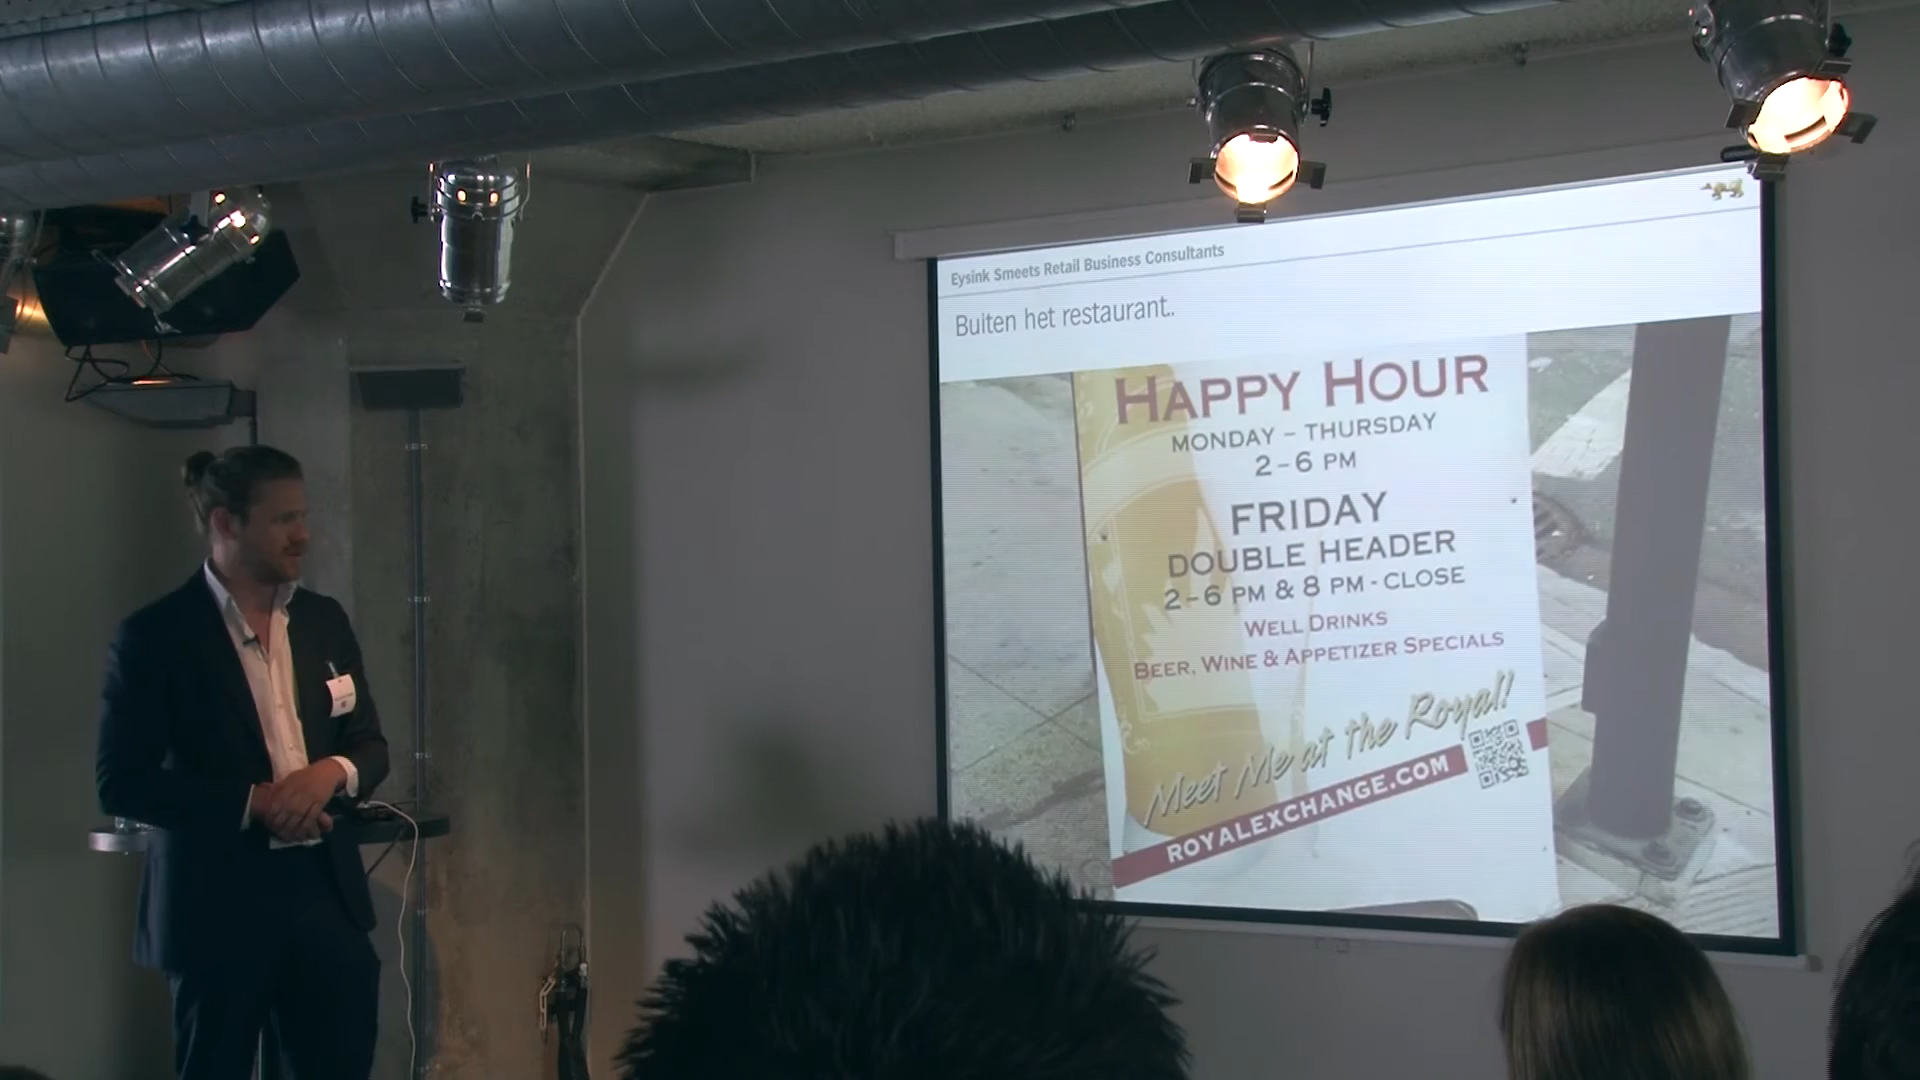 Eysink Smeets Retail Business Consultants
Buiten het restaurant..
HAPPY HOUR
MONDAY – THURSDAY
2–6 PM
FRIDAY
DOUBLE HEADER
2–6 PM & 8 PM - CLOSE
WELL DRINKS
BEER, WINE & APPETIZER SPECIALS
Meet Me at the Royal!
ROYALEXCHANGE.COM